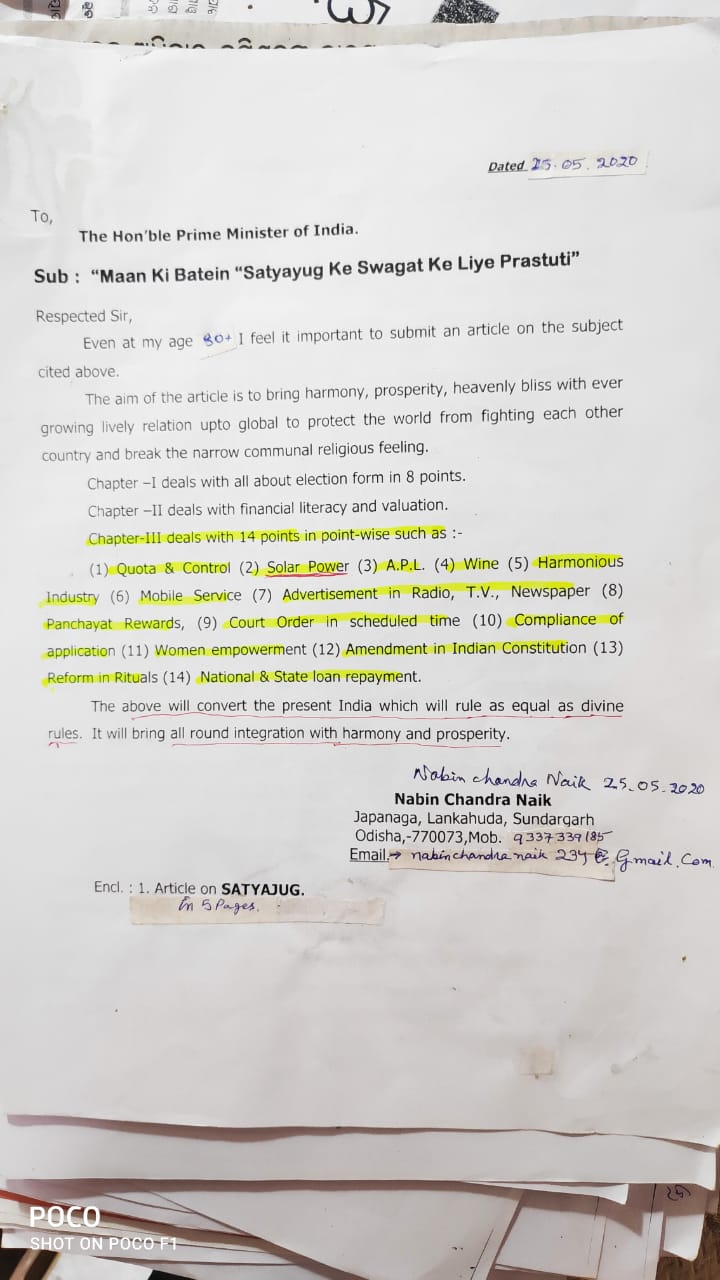 Dated 25.05.2020
To,
The Hon'ble Prime Minister of India.
Sub : "Maan Ki Batein "Satyayug Ke Swagat Ke Liye Prastuti"
Respected Sir,
Even at my age 80+ I feel it important to submit an article on the subject
cited above.
The aim of the article is to bring harmony, prosperity, heavenly bliss with ever
growing lively relation upto global to protect the world from fighting each other
country and break the narrow communal religious feeling.
Chapter –I deals with all about election form in 8 points.
Chapter –II deals with financial literacy and valuation.
Chapter-III deals with 14 points in point-wise such as :-
(1) Quota & Control (2) Solar Power (3) A.P.L. (4) Wine (5) Harmonious
Industry (6) Mobile Service (7) Advertisement in Radio, T.V., Newspaper (8)
Panchayat Rewards, (9) Court Order in scheduled time (10) Compliance of
application (11) Women empowerment (12) Amendment in Indian Constitution (13)
Reform in Rituals (14) National & State loan repayment.
The above will convert the present India which will rule as equal as divine
rules. It will bring all round integration with harmony and prosperity.
Nabin chandra Naik 25.05.2020
Nabin Chandra Naik
Japanaga, Lankahuda, Sundargarh
Odisha,-770073,Mob. 9337339185
Email.→ nabinchandra naik 234@Gmail.Com
Encl. : 1. Article on SATYAJUG.
In 5 Pages.
POCO
SHOT ON POCO F1